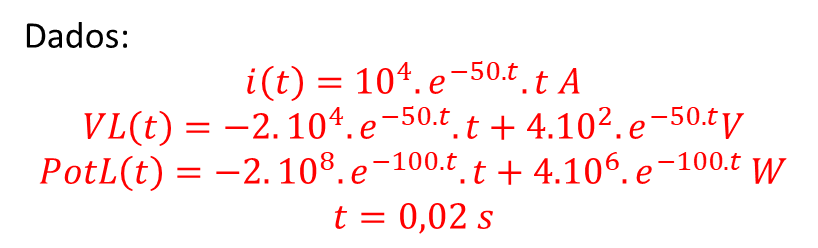 Dados:
i(t) = 10⁴.e⁻⁵⁰·ᵗ.t A
VL(t) = −2.10⁴.e⁻⁵⁰·ᵗ.t + 4.10².e⁻⁵⁰·ᵗV
PotL(t) = −2.10⁸.e⁻¹⁰⁰·ᵗ.t + 4.10⁶.e⁻¹⁰⁰·ᵗ W
t = 0,02 s